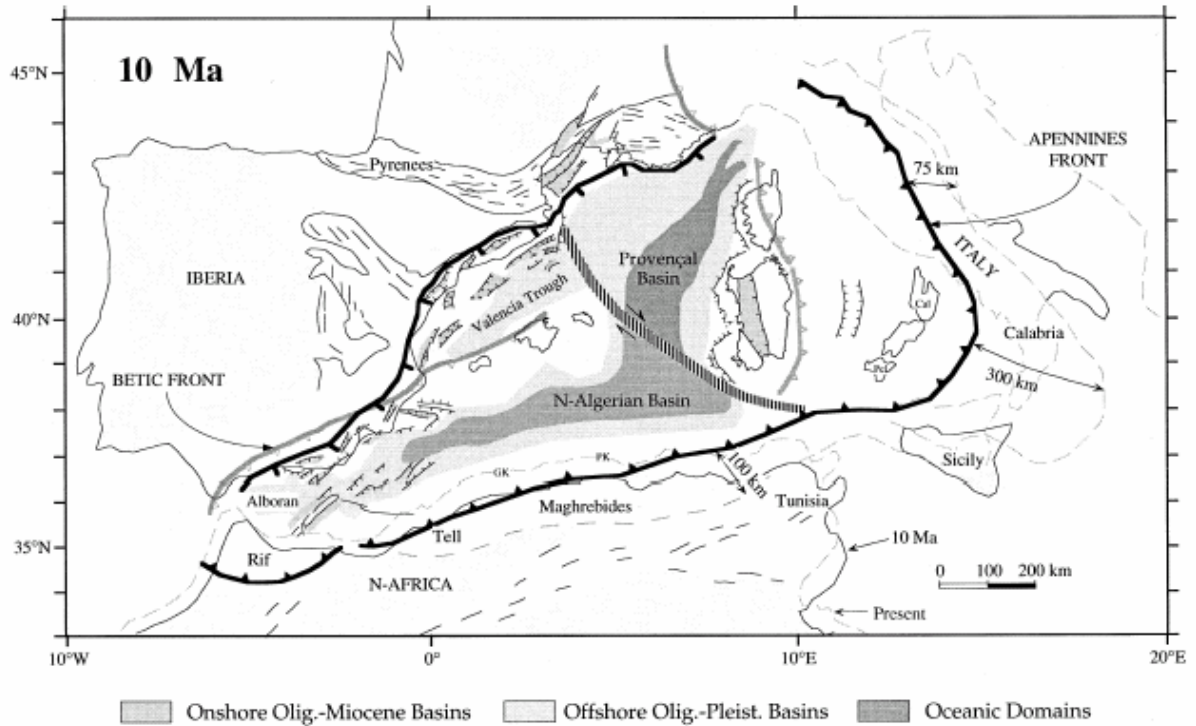 10 Ma
45°N
40°N
35°N
10°W
0°
10°E
20°E
Pyrenees
IBERIA
BETIC FRONT
Valencia Trough
Provençal
Basin
N-Algerian Basin
APENNINES
FRONT
75 km
ITALY
Cal
Pel
Calabria
300 km
Sicily
100 km
Tunisia
GK
PK
Maghrebides
Alboran
Tell
Rif
N-AFRICA
10 Ma
Present
0 100 200 km
Onshore Olig.-Miocene Basins
Offshore Olig.-Pleist. Basins
Oceanic Domains